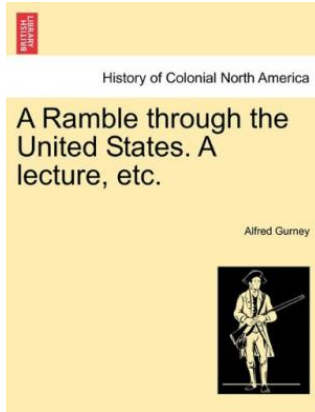 BRITISH
LIBRARY
History of Colonial North America
A Ramble through the
United States. A
lecture, etc.
Alfred Gurney